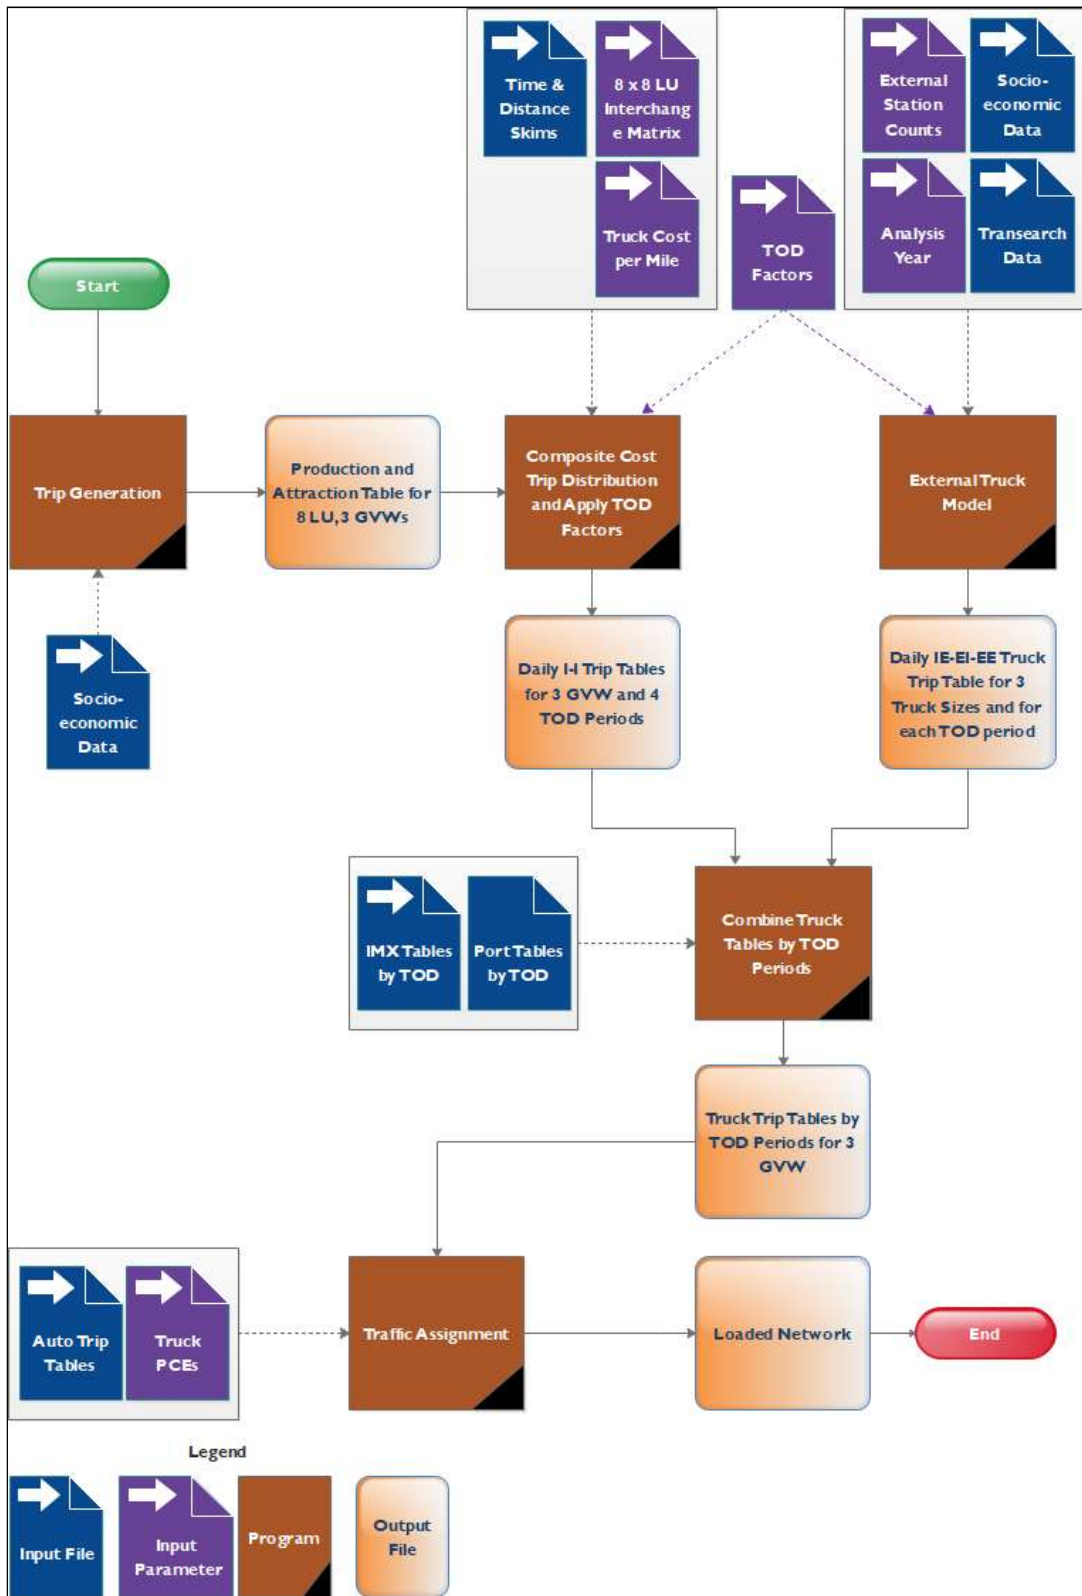 Time &
Distance
Skims
8 x 8 LU
Interchang
e Matrix
Truck Cost
per Mile
TOD
Factors
External
Station
Counts
Socio-
economic
Data
Analysis
Year
Transearch
Data
Start
Trip Generation
Production and
Attraction Table for
8 LU, 3 GVWs
Composite Cost
Trip Distribution
and Apply TOD
Factors
External Truck
Model
Socio-
economic
Data
Daily I-I Trip Tables
for 3 GVW and 4
TOD Periods
Daily IE-EI-EE Truck
Trip Table for 3
Truck Sizes and for
each TOD period
IMX Tables
by TOD
Port Tables
by TOD
Combine Truck
Tables by TOD
Periods
Truck Trip Tables by
TOD Periods for 3
GVW
Auto Trip
Tables
Truck
PCEs
Traffic Assignment
Loaded Network
End
Legend
Input File
Input
Parameter
Program
Output
File